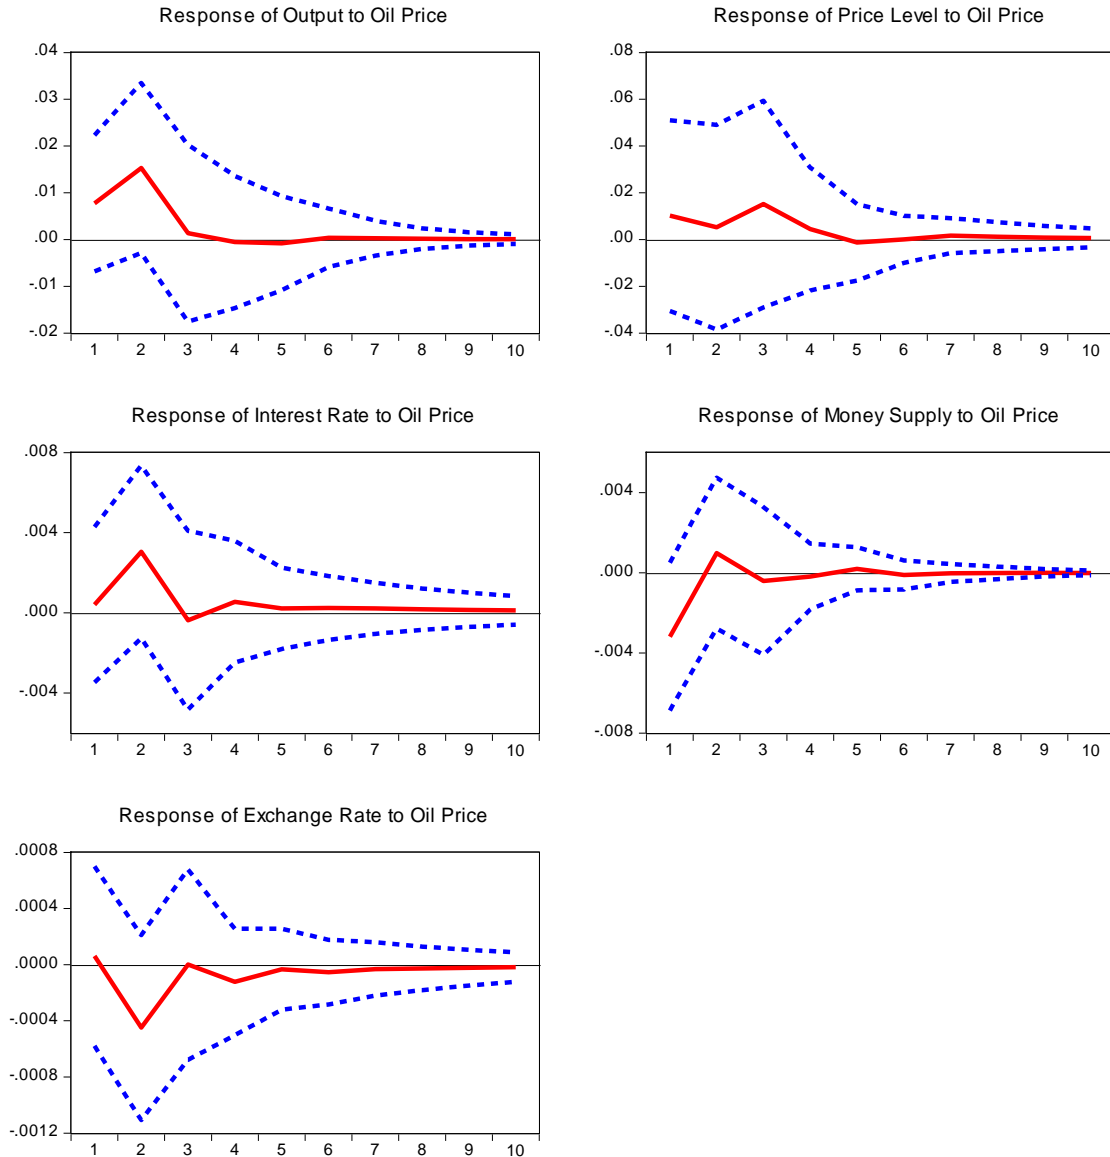 Response of Output to Oil Price
.04
.03
.02
.01
.00
-.01
-.02
1 2 3 4 5 6 7 8 9 10
Response of Price Level to Oil Price
.08
.06
.04
.02
.00
-.02
-.04
1 2 3 4 5 6 7 8 9 10
Response of Interest Rate to Oil Price
.008
.004
.000
-.004
1 2 3 4 5 6 7 8 9 10
Response of Money Supply to Oil Price
.004
.000
-.004
-.008
1 2 3 4 5 6 7 8 9 10
Response of Exchange Rate to Oil Price
.0008
.0004
.0000
-.0004
-.0008
-.0012
1 2 3 4 5 6 7 8 9 10